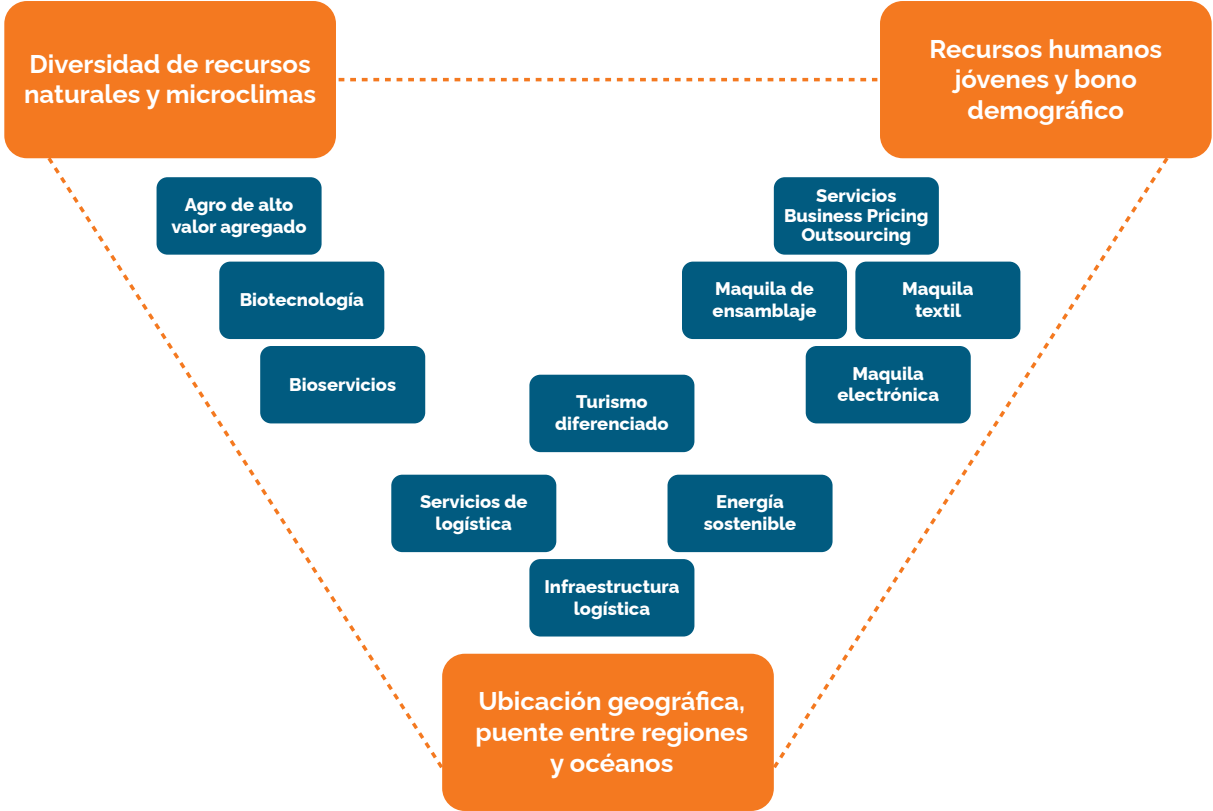 Diversidad de recursos
naturales y microclimas
Recursos humanos
jóvenes y bono
demográfico
Agro de alto
valor agregado
Biotecnología
Bioservicios
Servicios
Business Pricing
Outsourcing
Maquila de
ensamblaje
Maquila
textil
Maquila
electrónica
Turismo
diferenciado
Servicios de
logística
Energía
sostenible
Infraestructura
logística
Ubicación geográfica,
puente entre regiones
y océanos